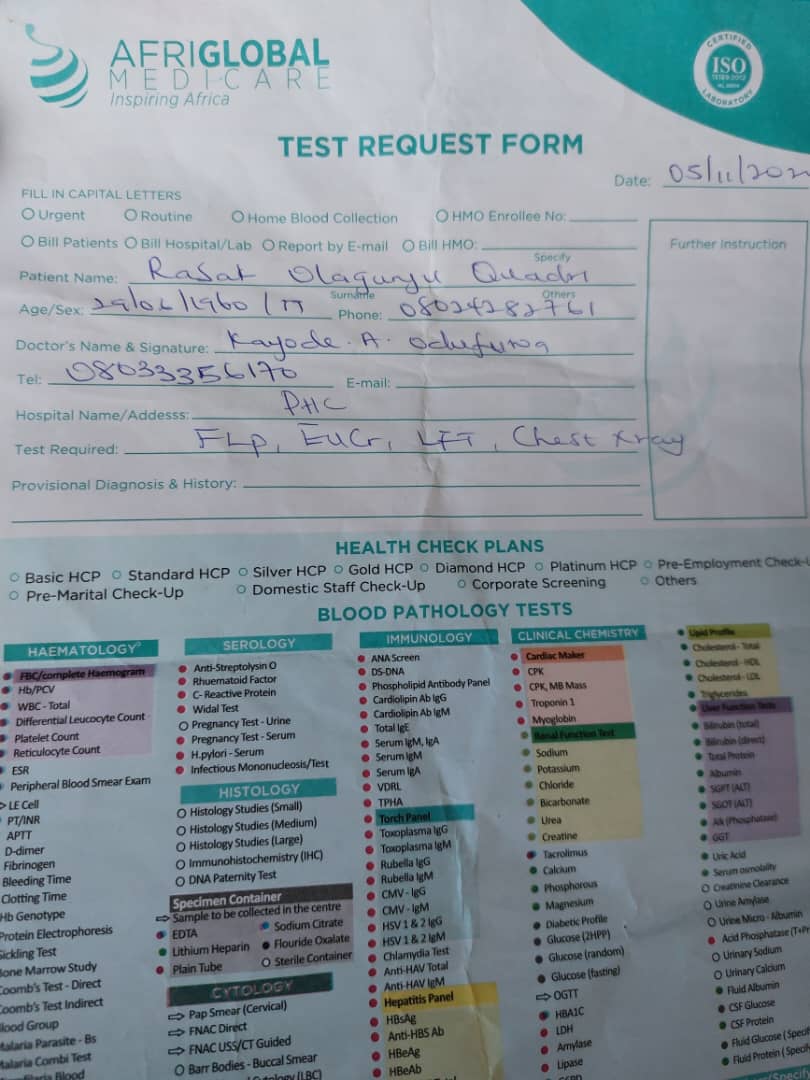 AFRIGLOBAL
MEDICARE
Inspiring Africa
CERTIFIED
ISO
LABORATORY
TEST REQUEST FORM
Date: 05/11/202
FILL IN CAPITAL LETTERS
Urgent Routine Home Blood Collection HMO Enrollee No:
Bill Patients Bill Hospital/Lab Report by E-mail Bill HMO:
Specify
Further Instruction
Patient Name: Rasak Olagunju Quadri
Surname Others
Age/Sex: 29/06/1960 / Phone: 08024282761
Doctor's Name & Signature: Kayode. A. Odufuwa
Tel: 08033356170 E-mail:
Hospital Name/Addesss: PHC
Test Required: FLP, EUCr, LFT, Chest Xray
Provisional Diagnosis & History:
HEALTH CHECK PLANS
Basic HCP Standard HCP Silver HCP Gold HCP Diamond HCP Platinum HCP Pre-Employment Check-U
Pre-Marital Check-Up Domestic Staff Check-Up Corporate Screening Others
BLOOD PATHOLOGY TESTS
HAEMATOLOGY
FBC/complete Haemogram
Hb/PCV
WBC - Total
Differential Leucocyte Count
Platelet Count
Reticulocyte Count
ESR
Peripheral Blood Smear Exam
LE Cell
PT/INR
APTT
D-dimer
Fibrinogen
Bleeding Time
Clotting Time
Hb Genotype
Protein Electrophoresis
Sickling Test
Bone Marrow Study
Coomb's Test - Direct
Coomb's Test Indirect
Blood Group
Malaria Parasite - Bs
Malaria Combi Test
Blood
SEROLOGY
Anti-Streptolysin O
Rhuematoid Factor
C- Reactive Protein
Widal Test
Pregnancy Test - Urine
Pregnancy Test - Serum
H.pylori - Serum
Infectious Mononucleosis/Test
HISTOLOGY
Histology Studies (Small)
Histology Studies (Medium)
Histology Studies (Large)
Immunohistochemistry (IHC)
DNA Paternity Test
Specimen Container
Sample to be collected in the centre
EDTA Sodium Citrate
Lithium Heparin Flouride Oxalate
Plain Tube Sterile Container
CYTOLOGY
Pap Smear (Cervical)
FNAC Direct
FNAC USS/CT Guided
Barr Bodies - Buccal Smear
Cytology (LBC)
IMMUNOLOGY
ANA Screen
DS-DNA
Phospholipid Antibody Panel
Cardiolipin Ab IgG
Cardiolipin Ab IgM
Total IgE
Serum IgM, IgA
Serum IgM
Serum IgA
VDRL
TPHA
Torch Panel
Toxoplasma IgG
Toxoplasma IgM
Rubella IgG
Rubella IgM
CMV - IgG
CMV - IgM
HSV 1 & 2 IgG
HSV 1 & 2 IgM
Chlamydia Test
Anti-HAV Total
Anti-HAV IgM
Hepatitis Panel
HBsAg
Anti-HBS Ab
HBeAg
HBeAb
CLINICAL CHEMISTRY
Cardiac Maker
CPK
CPK, MB Mass
Troponin 1
Myoglobin
Renal Function Test
Sodium
Potassium
Chloride
Bicarbonate
Urea
Creatine
Tacrolimus
Calcium
Phosphorous
Magnesium
Diabetic Profile
Glucose (2HPP)
Glucose (random)
Glucose (fasting)
OGTT
HBA1C
LDH
Amylase
Lipase
Lipid Profile
Cholesterol - Total
Cholesterol - HDL
Cholesterol - LDL
Triglycerides
Liver Function Tests
Bilirubin (total)
Bilirubin (direct)
Total Protein
Albumin
SGPT (ALT)
SGOT (ALT)
Alk (Phosphatase)
GGT
Uric Acid
Serum osmolality
Creatinine Clearance
Urine Amylase
Urine Micro - Albumin
Acid Phosphatase (T+Pr
Urinary Sodium
Urinary Calcium
Fluid Albumin
CSF Glucose
CSF Protein
Fluid Glucose (Specif
Fluid Protein (Specify